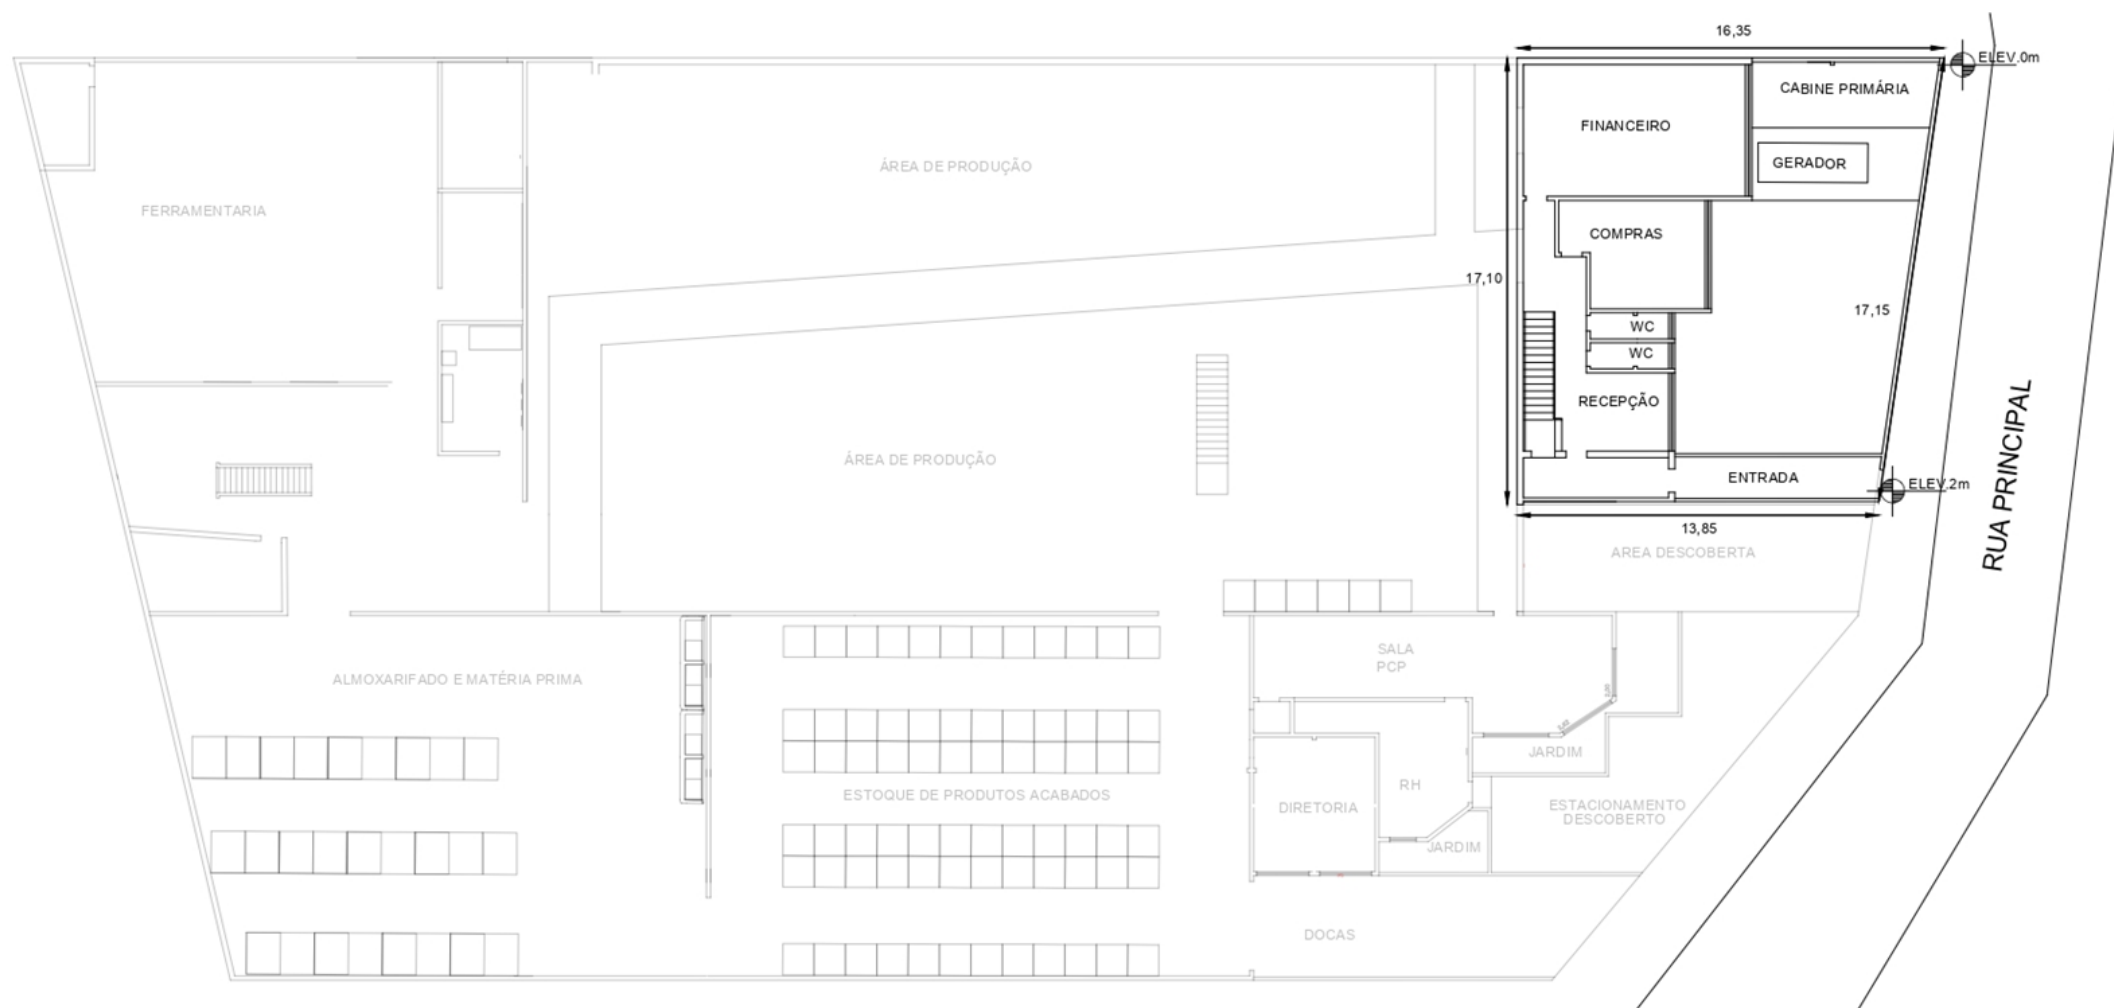 16,35
ELEV.0m
CABINE PRIMÁRIA
FINANCEIRO
GERADOR
ÁREA DE PRODUÇÃO
FERRAMENTARIA
COMPRAS
17,10
17,15
WC
WC
RECEPÇÃO
RUA PRINCIPAL
ÁREA DE PRODUÇÃO
ENTRADA
ELEV.2m
13,85
AREA DESCOBERTA
SALA
PCP
ALMOXARIFADO E MATÉRIA PRIMA
JARDIM
RH
ESTOQUE DE PRODUTOS ACABADOS
DIRETORIA
ESTACIONAMENTO
DESCOBERTO
JARDIM
DOCAS